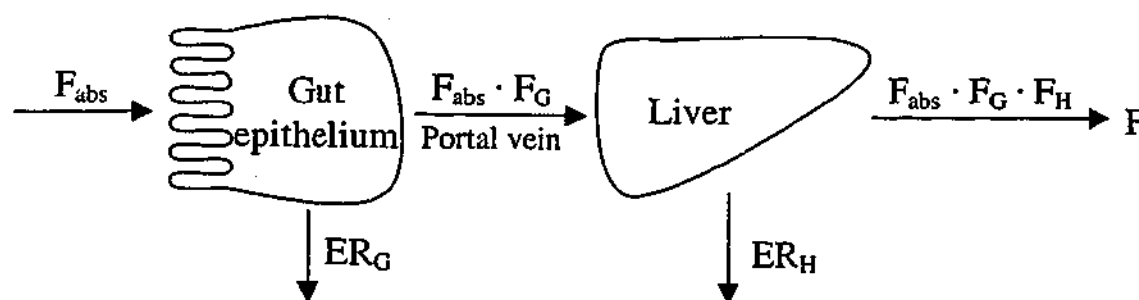 F_abs
Gut
epithelium
F_abs · F_G
Portal vein
Liver
F_abs · F_G · F_H
F
ER_G
ER_H